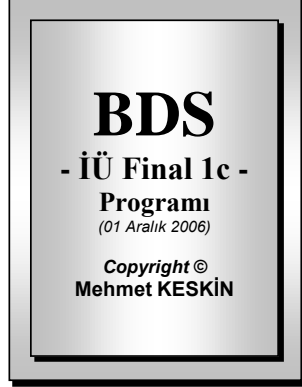 BDS
- İÜ Final 1c -
Programı
(01 Aralık 2006)
Copyright ©
Mehmet KESKİN